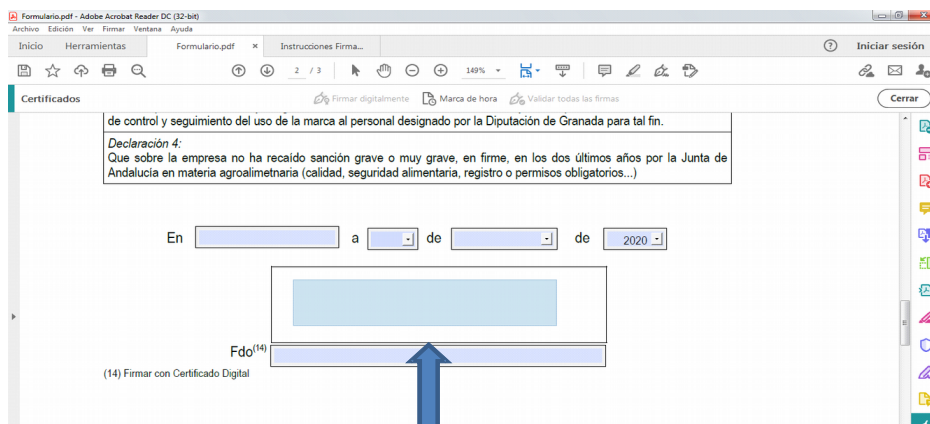 Formulario.pdf - Adobe Acrobat Reader DC (32-bit)
Archivo Edición Ver Firmar Ventana Ayuda
Inicio Herramientas Formulario.pdf × Instrucciones Firma... Iniciar sesión
2 / 3 149%
Certificados Firmar digitalmente Marca de hora Validar todas las firmas Cerrar
de control y seguimiento del uso de la marca al personal designado por la Diputación de Granada para tal fin.
Declaración 4:
Que sobre la empresa no ha recaído sanción grave o muy grave, en firme, en los dos últimos años por la Junta de
Andalucía en materia agroalimetnaria (calidad, seguridad alimentaria, registro o permisos obligatorios...)
En a de de 2020
Fdo(14)
(14) Firmar con Certificado Digital